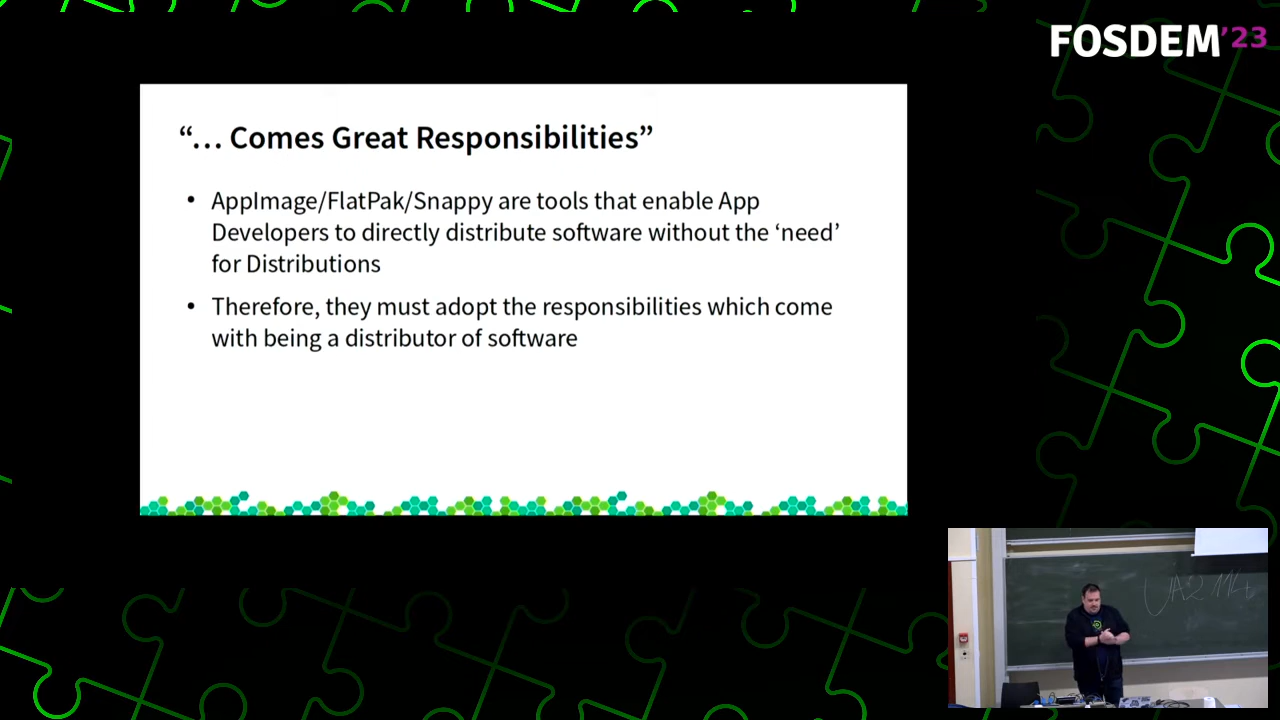 FOSDEM'23
“... Comes Great Responsibilities”
• AppImage/FlatPak/Snappy are tools that enable App
Developers to directly distribute software without the ‘need’
for Distributions
• Therefore, they must adopt the responsibilities which come
with being a distributor of software